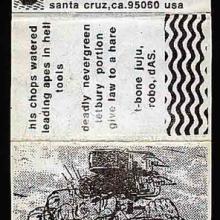 santa cruz,ca.95060 usa
his chops watered
leading apes in hell
tools
deadly nevergreen
tetbury portion
give law to a hare
t-bone juju,
robo, dAS.